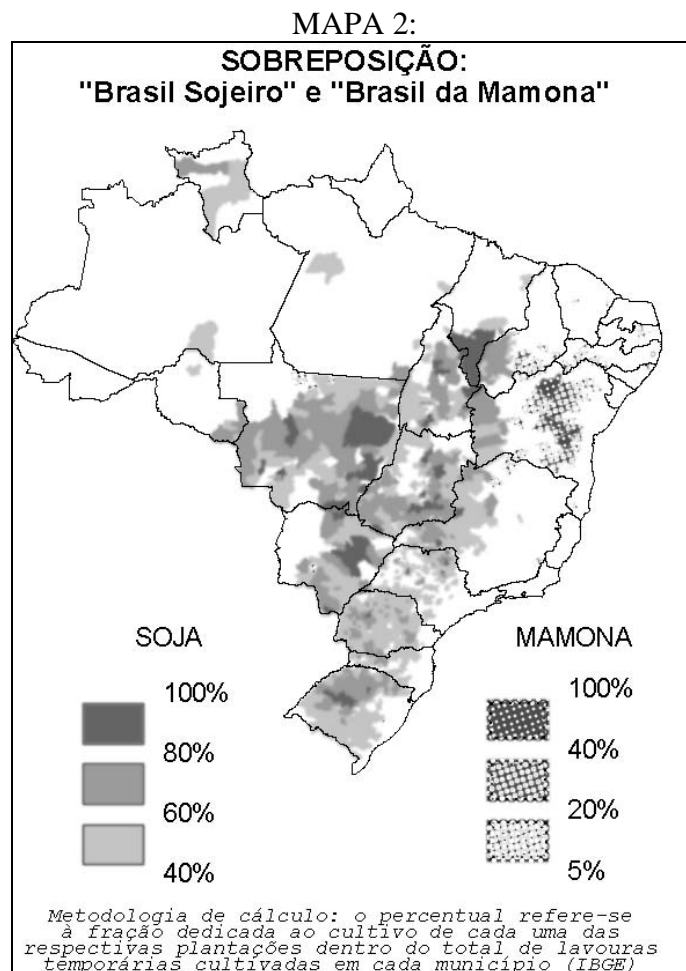 MAPA 2:
SOBREPOSIÇÃO:
"Brasil Sojeiro" e "Brasil da Mamona"
SOJA
100%
80%
60%
40%
MAMONA
100%
40%
20%
5%
Metodologia de cálculo: o percentual refere-se
à fração dedicada ao cultivo de cada uma das
respectivas plantações dentro do total de lavouras
temporárias cultivadas em cada município (IBGE)